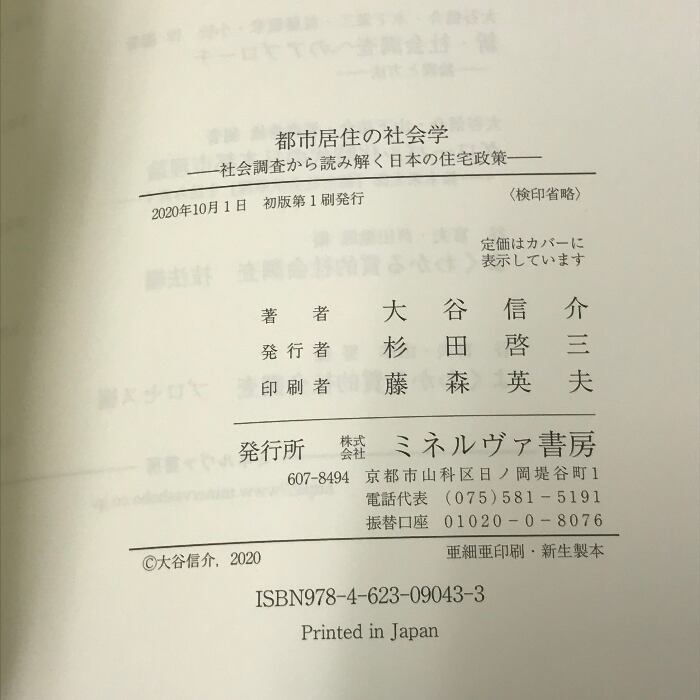 都市居住の社会学
――社会調査から読み解く日本の住宅政策――
2020年10月1日 初版第1刷発行 〈検印省略〉
定価はカバーに
表示しています
著者 大谷信介
発行者 杉田啓三
印刷者 藤森英夫
発行所 株式会社 ミネルヴァ書房
607-8494 京都市山科区日ノ岡堤谷町1
電話代表 (075)581-5191
振替口座 01020-0-8076
©大谷信介, 2020 亜細亜印刷・新生製本
ISBN978-4-623-09043-3
Printed in Japan